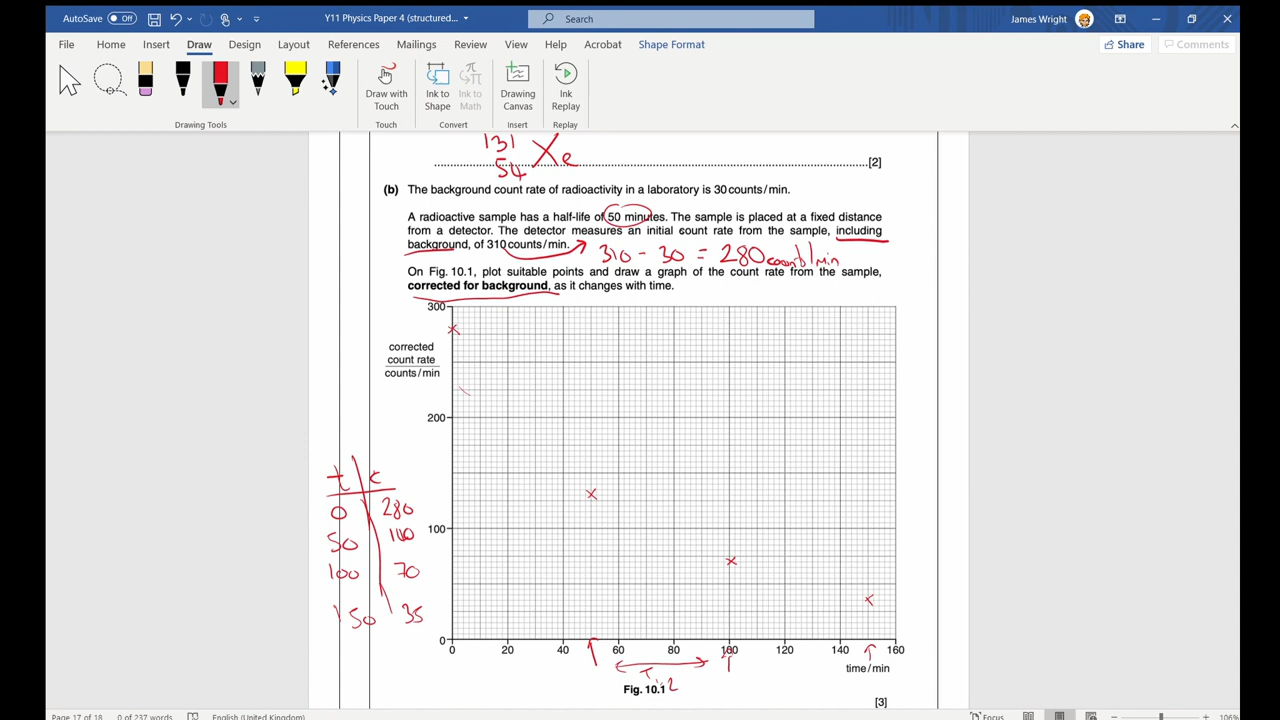 AutoSave Off Y11 Physics Paper 4 (structured... Search James Wright
File Home Insert Draw Design Layout References Mailings Review View Help Acrobat Shape Format Share Comments
Draw with Touch Ink to Shape Ink to Math Drawing Canvas Ink Replay
Drawing Tools Touch Convert Insert Replay
131
54 Xe
[2]
(b) The background count rate of radioactivity in a laboratory is 30 counts/min.
A radioactive sample has a half-life of 50 minutes. The sample is placed at a fixed distance
from a detector. The detector measures an initial count rate from the sample, including
background, of 310 counts/min.
310 - 30 = 280 counts/min
On Fig. 10.1, plot suitable points and draw a graph of the count rate from the sample,
corrected for background, as it changes with time.
300
corrected
count rate
counts/min
200
100
0
t c
0 280
50 140
100 70
150 35
0 20 40 60 80 100 120 140 160
time/min
T 1/2
Fig. 10.1
[3]
Page 17 of 18 0 of 237 words English (United Kingdom) Focus 106%